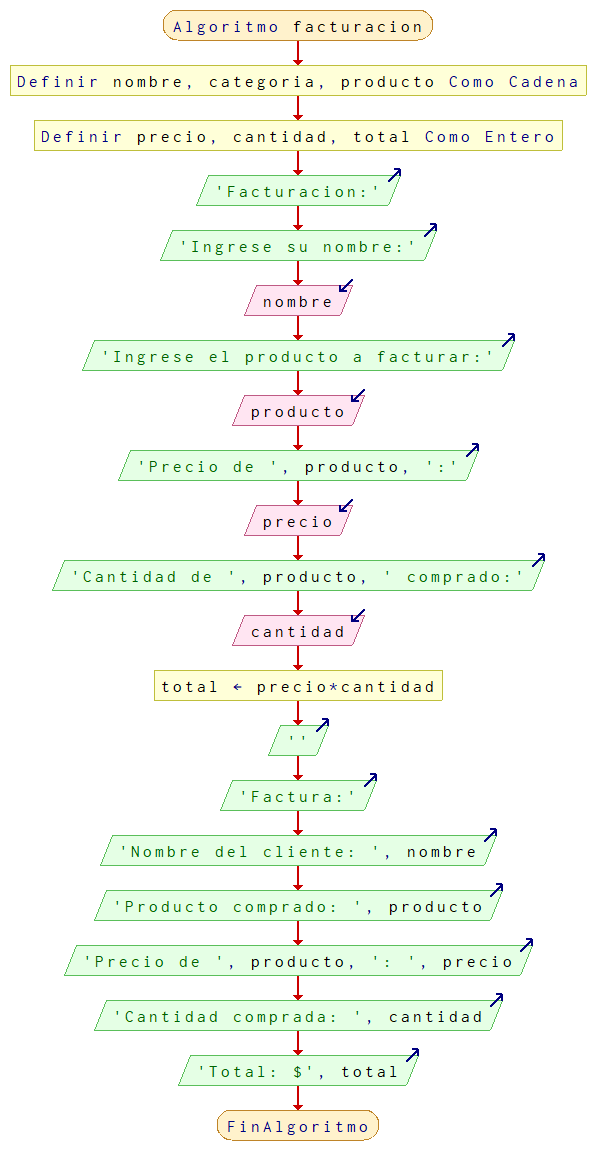 Algoritmo facturacion
Definir nombre, categoria, producto Como Cadena
Definir precio, cantidad, total Como Entero
'Facturacion:'
'Ingrese su nombre:'
nombre
'Ingrese el producto a facturar:'
producto
'Precio de ', producto, ':'
precio
'Cantidad de ', producto, ' comprado:'
cantidad
total ← precio*cantidad
''
'Factura:'
'Nombre del cliente: ', nombre
'Producto comprado: ', producto
'Precio de ', producto, ': ', precio
'Cantidad comprada: ', cantidad
'Total: $', total
FinAlgoritmo